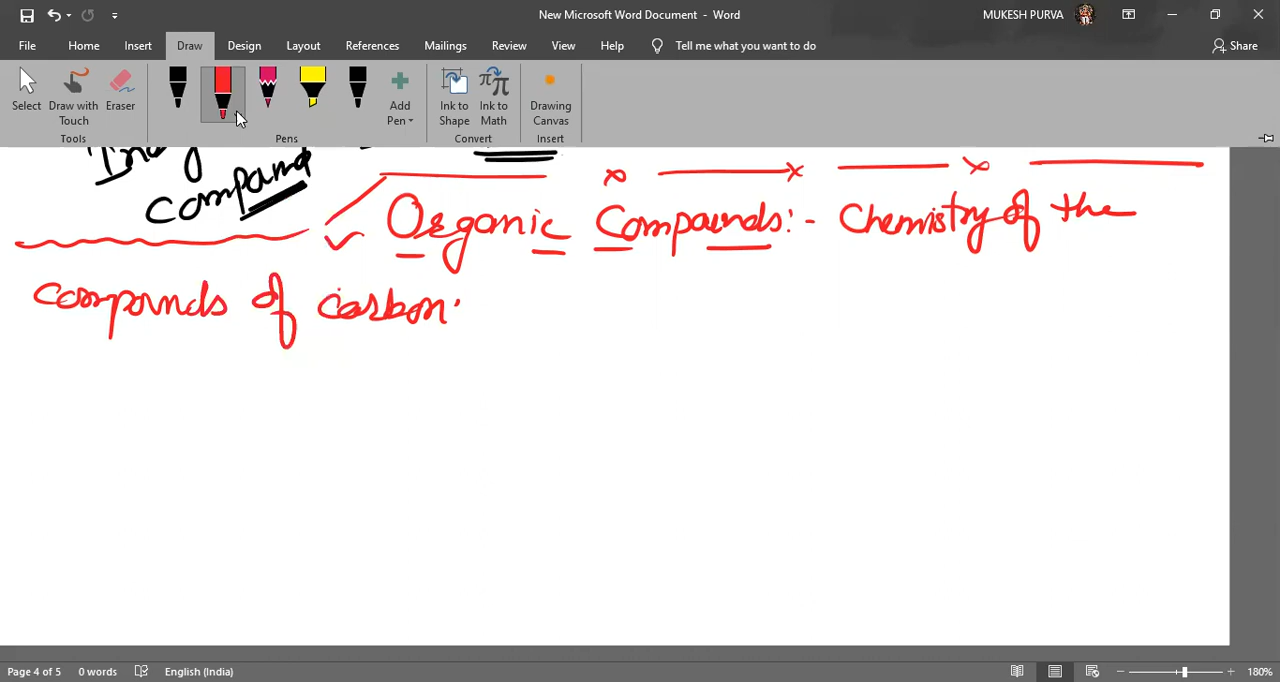 New Microsoft Word Document - Word
MUKESH PURVA
File Home Insert Draw Design Layout References Mailings Review View Help Tell me what you want to do Share
Select Draw with Touch Eraser Add Pen Ink to Shape Ink to Math Drawing Canvas
Tools Pens Convert Insert
compound
Organic Compounds:- Chemistry of the
compounds of carbon.
Page 4 of 5 0 words English (India) 180%